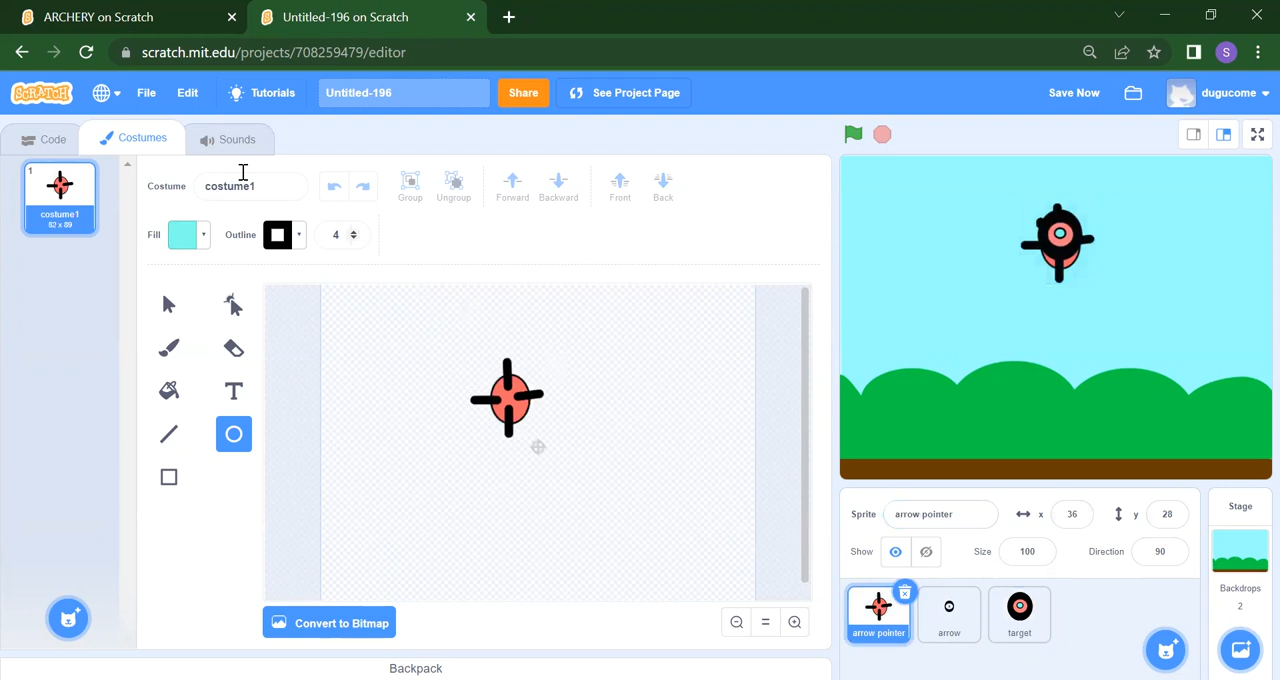 ARCHERY on Scratch
Untitled-196 on Scratch
scratch.mit.edu/projects/708259479/editor
S
SCRATCH
File
Edit
Tutorials
Untitled-196
Share
See Project Page
Save Now
dugucome
Code
Costumes
Sounds
1
costume1
82 x 89
Costume
costume1
Group
Ungroup
Forward
Backward
Front
Back
Fill
Outline
4
T
Convert to Bitmap
Backpack
Sprite
arrow pointer
x
36
y
28
Show
Size
100
Direction
90
arrow pointer
arrow
target
Stage
Backdrops
2